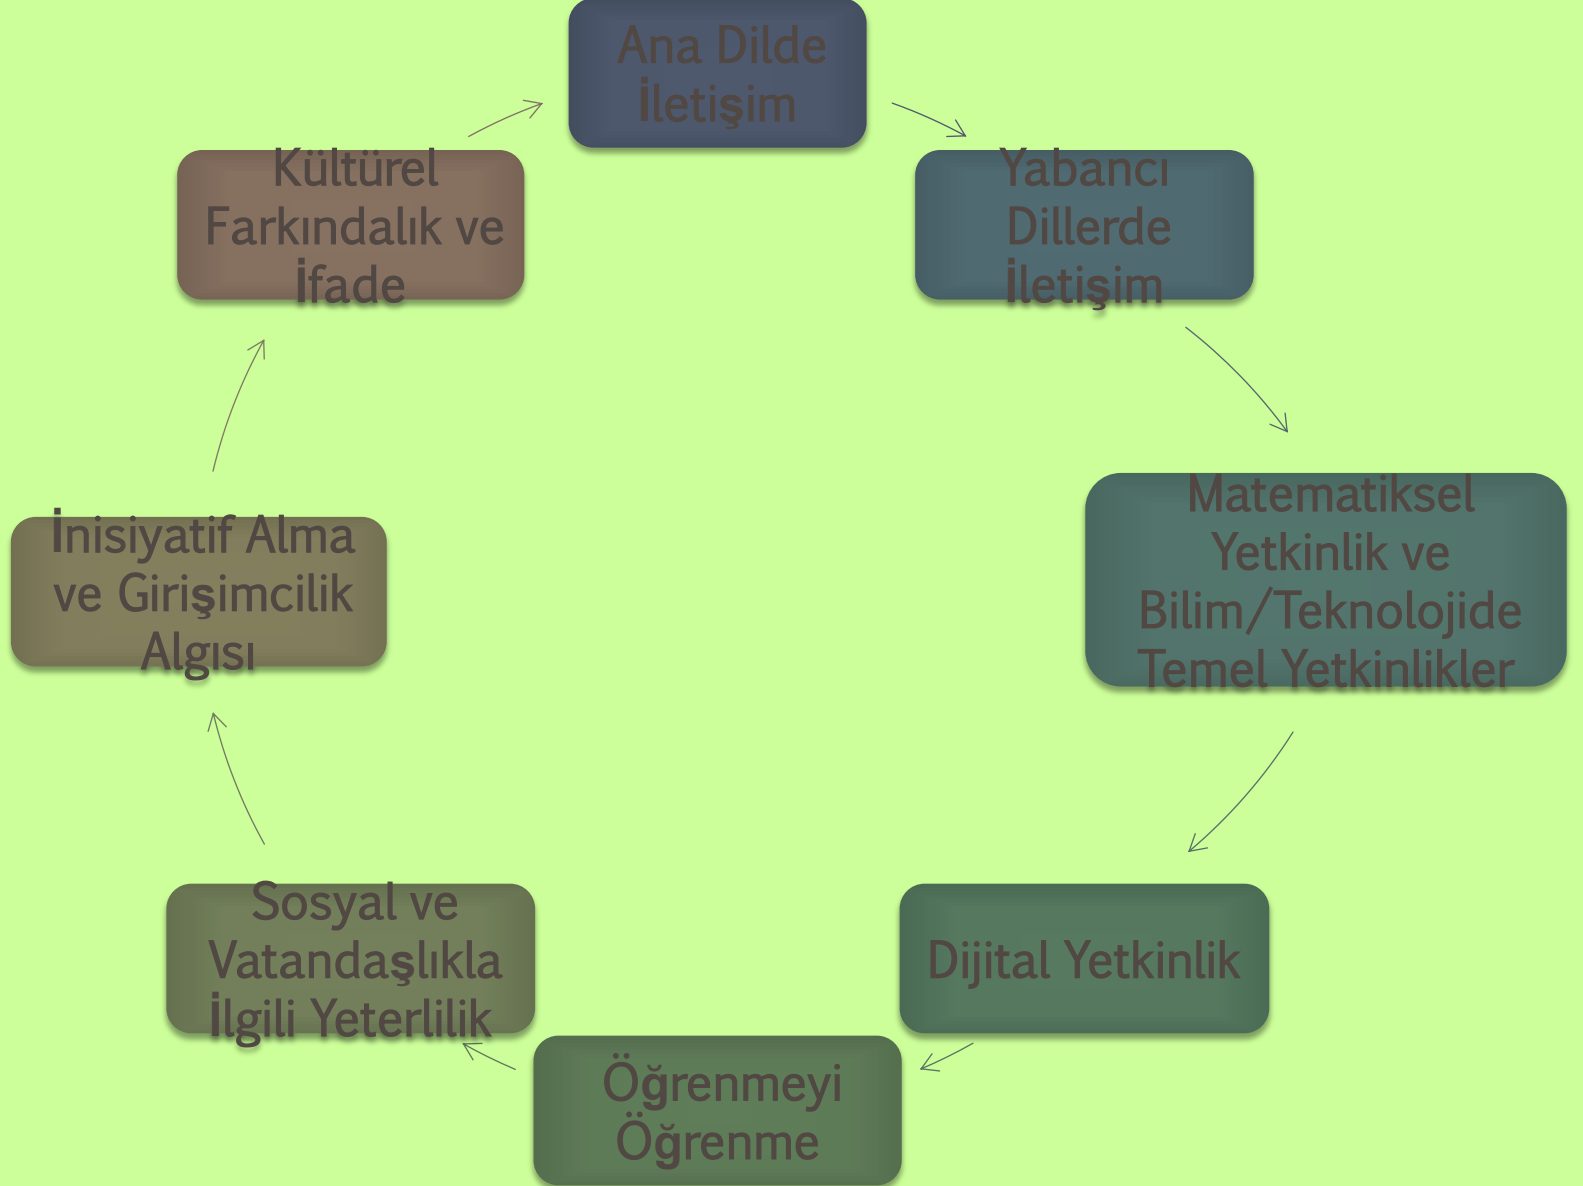 Ana Dilde
İletişim
Yabancı
Dillerde
İletişim
Matematiksel
Yetkinlik ve
Bilim/Teknolojide
Temel Yetkinlikler
Dijital Yetkinlik
Öğrenmeyi
Öğrenme
Sosyal ve
Vatandaşlıkla
İlgili Yeterlilik
İnisiyatif Alma
ve Girişimcilik
Algısı
Kültürel
Farkındalık ve
İfade